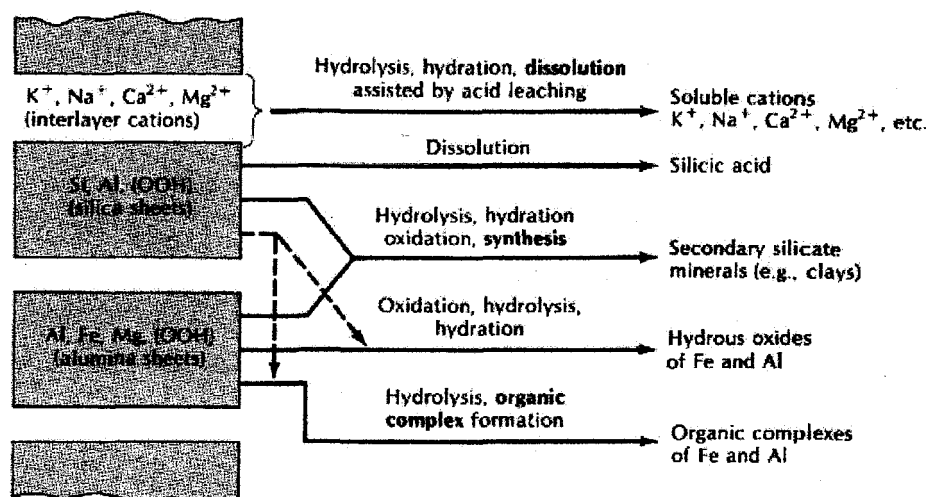 Hydrolysis, hydration, dissolution
assisted by acid leaching
K+, Na+, Ca2+, Mg2+
(interlayer cations)
Soluble cations
K+, Na+, Ca2+, Mg2+, etc.
Dissolution
Silicic acid
Si, Al, (OOH)
(silica sheets)
Hydrolysis, hydration
oxidation, synthesis
Secondary silicate
minerals (e.g., clays)
Oxidation, hydrolysis,
hydration
Al, Fe, Mg, (OOH)
(alumina sheets)
Hydrous oxides
of Fe and Al
Hydrolysis, organic
complex formation
Organic complexes
of Fe and Al